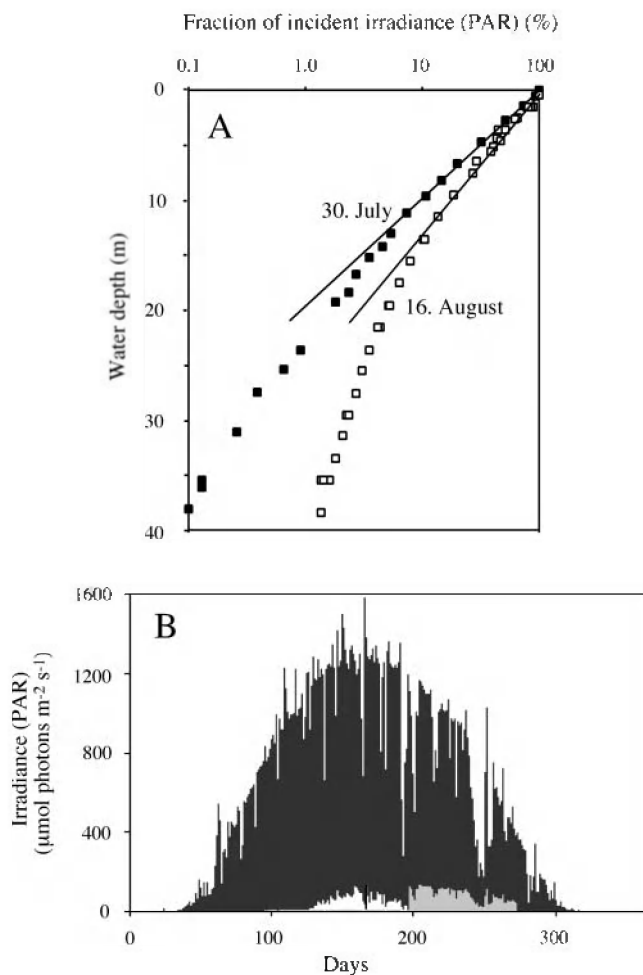 Fraction of incident irradiance (PAR) (%)
0.1 1.0 10 100
0
A
10
30. July
Water depth (m)
20
16. August
30
40
1600
B
1200
Irradiance (PAR)
(μmol photons m-2 s-1)
800
400
0
0 100 200 300
Days